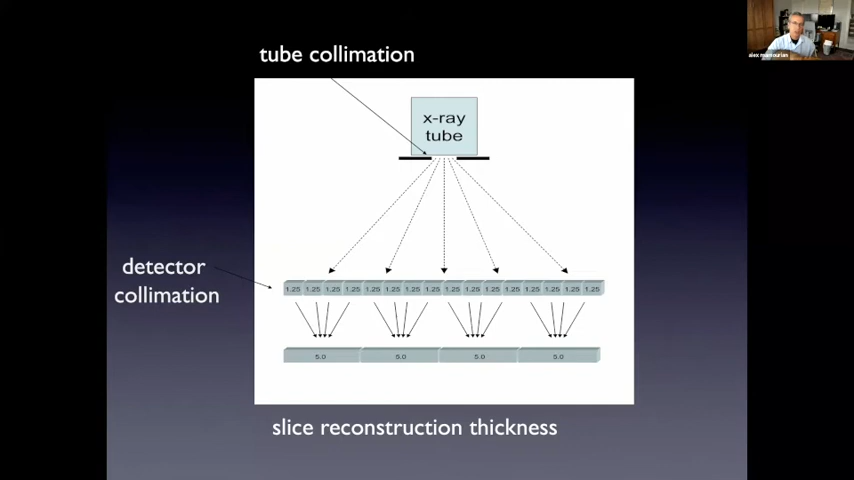 tube collimation
alex mamourian
x-ray
tube
detector
collimation
1.25 1.25 1.25 1.25 1.25 1.25 1.25 1.25 1.25 1.25 1.25 1.25 1.25 1.25 1.25 1.25
5.0 5.0 5.0 5.0
slice reconstruction thickness